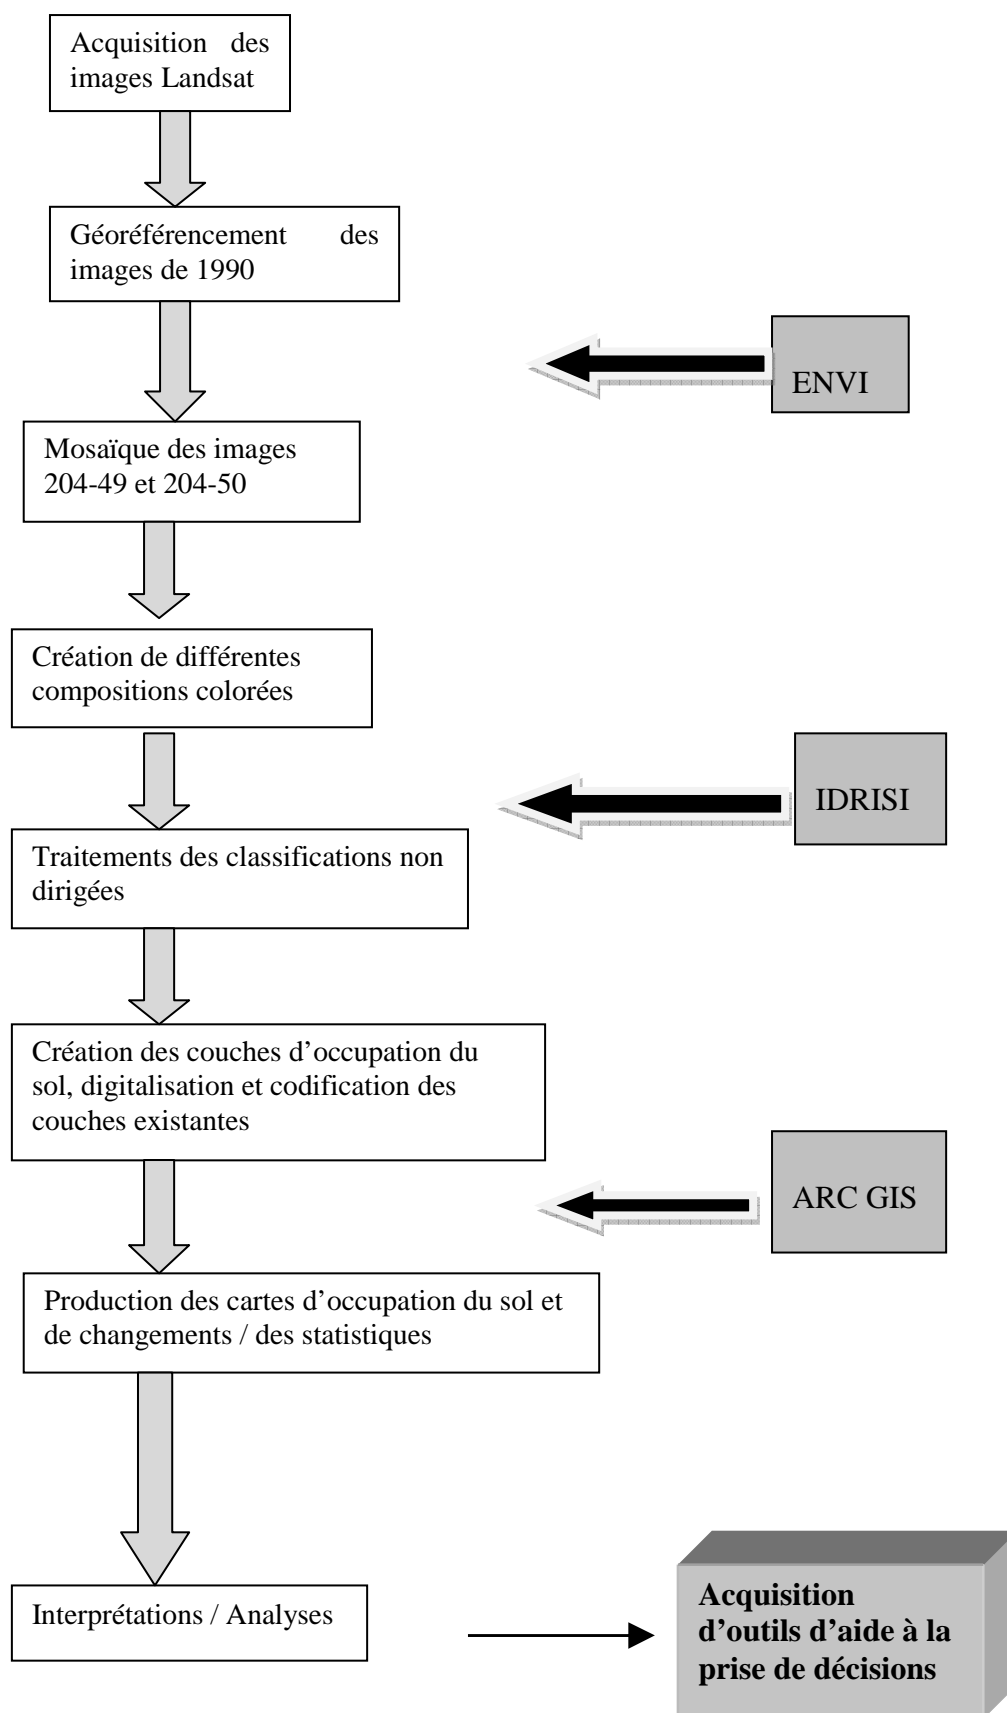 Acquisition des
images Landsat
Géoréférencement des
images de 1990
ENVI
Mosaïque des images
204-49 et 204-50
Création de différentes
compositions colorées
IDRISI
Traitements des classifications non
dirigées
Création des couches d’occupation du
sol, digitalisation et codification des
couches existantes
ARC GIS
Production des cartes d’occupation du sol et
de changements / des statistiques
Interprétations / Analyses
Acquisition
d’outils d’aide à la
prise de décisions